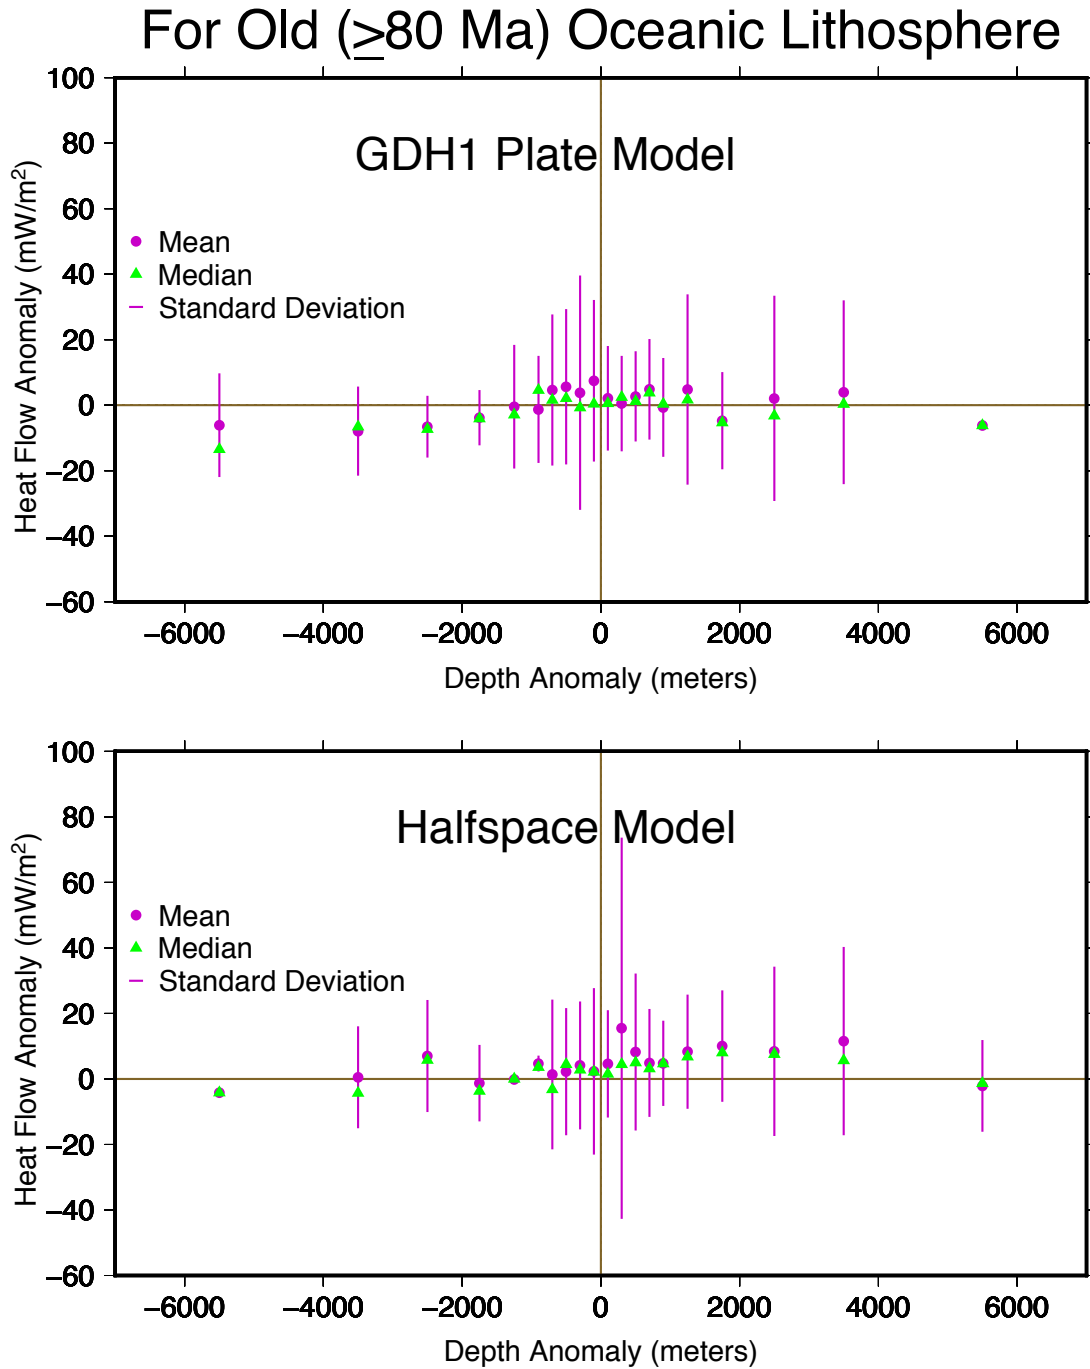 For Old (≥80 Ma) Oceanic Lithosphere
100
80
60
40
20
0
−20
−40
−60
Heat Flow Anomaly (mW/m²)
GDH1 Plate Model
Mean
Median
Standard Deviation
−6000 −4000 −2000 0 2000 4000 6000
Depth Anomaly (meters)
100
80
60
40
20
0
−20
−40
−60
Heat Flow Anomaly (mW/m²)
Halfspace Model
Mean
Median
Standard Deviation
−6000 −4000 −2000 0 2000 4000 6000
Depth Anomaly (meters)